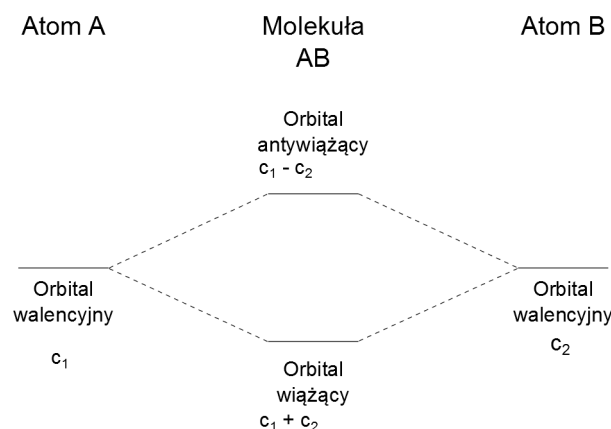 Atom A
Molekuła
AB
Atom B
Orbital
antywiążący
c₁ - c₂
Orbital
walencyjny
c₁
Orbital
walencyjny
c₂
Orbital
wiążący
c₁ + c₂